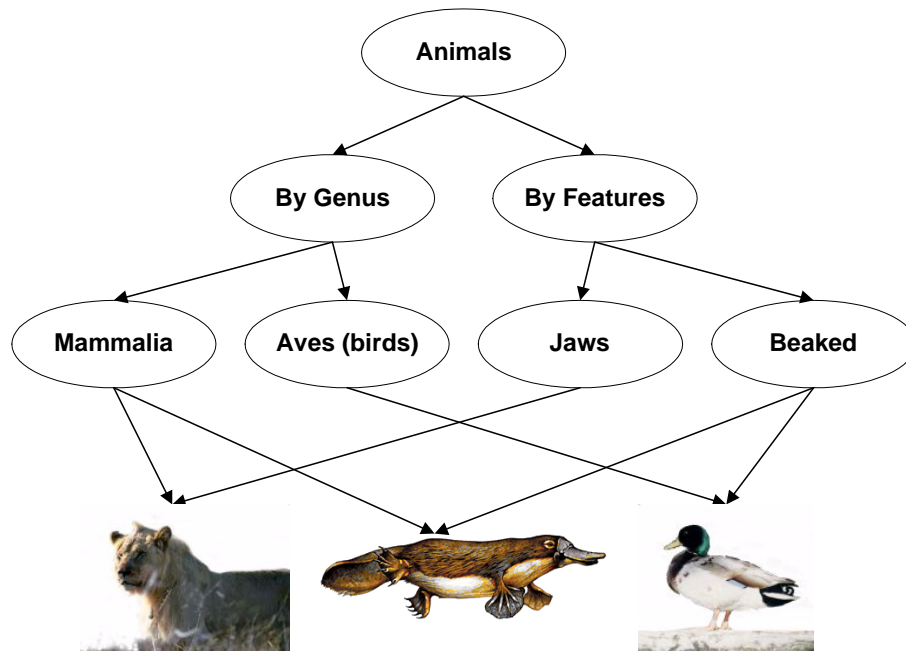 Animals
By Genus
By Features
Mammalia
Aves (birds)
Jaws
Beaked